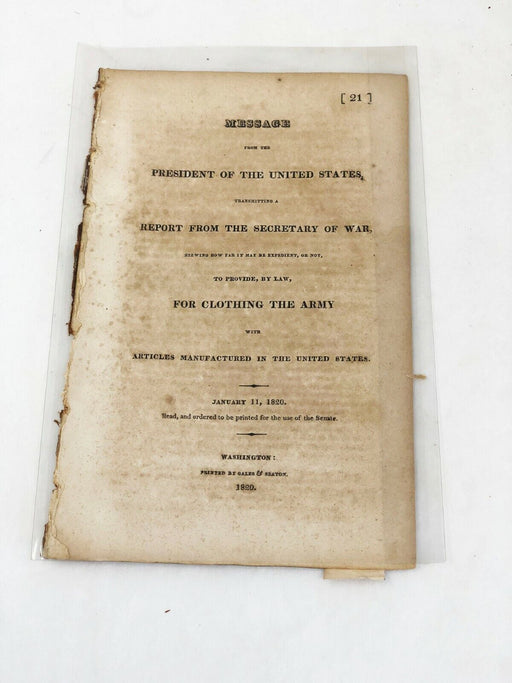 [ 21 ]
MESSAGE
FROM THE
PRESIDENT OF THE UNITED STATES,
TRANSMITTING A
REPORT FROM THE SECRETARY OF WAR,
SHEWING HOW FAR IT MAY BE EXPEDIENT, OR NOT,
TO PROVIDE, BY LAW,
FOR CLOTHING THE ARMY
WITH
ARTICLES MANUFACTURED IN THE UNITED STATES.
JANUARY 11, 1820.
Read, and ordered to be printed for the use of the Senate.
WASHINGTON:
PRINTED BY GALES & SEATON.
1820.